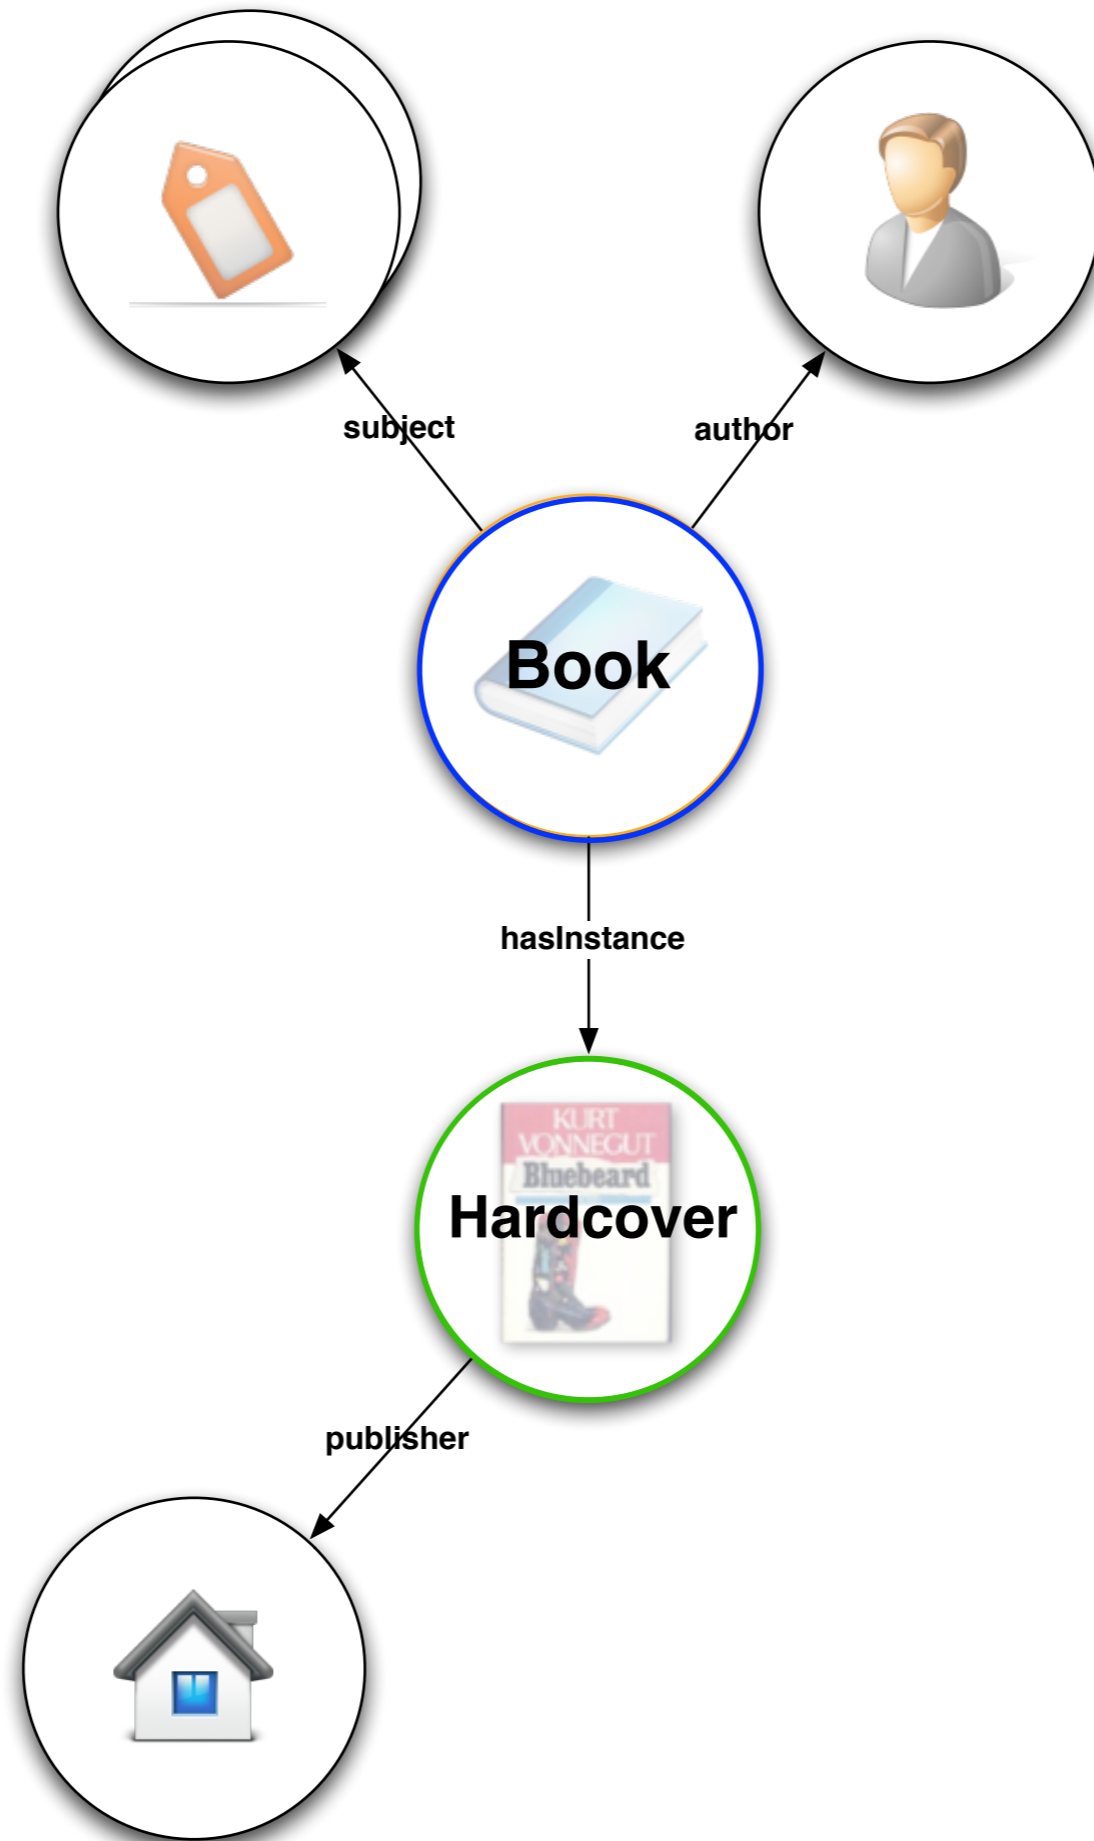 subject
author
Book
hasInstance
KURT
VONNEGUT
Bluebeard
Hardcover
publisher